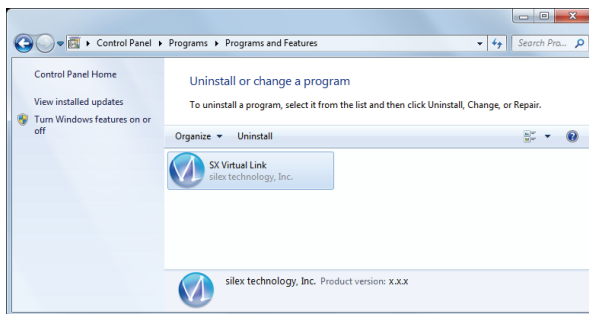 Control Panel ▸ Programs ▸ Programs and Features
Search Pro...
Control Panel Home
View installed updates
Turn Windows features on or
off
Uninstall or change a program
To uninstall a program, select it from the list and then click Uninstall, Change, or Repair.
Organize Uninstall
SX Virtual Link
silex technology, Inc.
silex technology, Inc. Product version: x.x.x